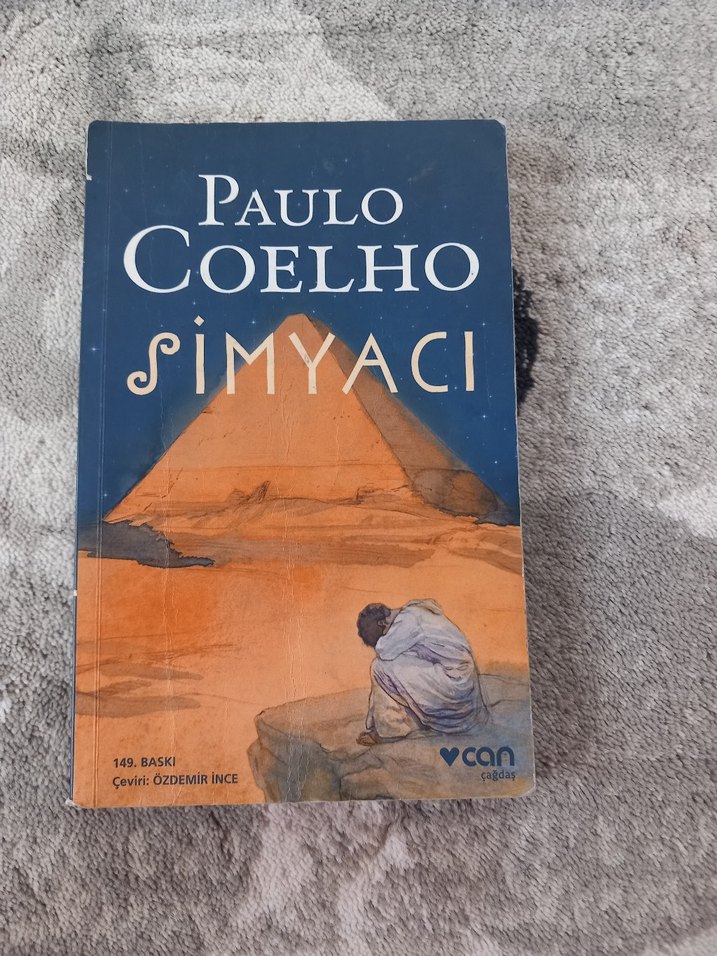 PAULO
COELHO
SİMYACI
149. BASKI
Çeviri: ÖZDEMİR İNCE
can
çağdaş